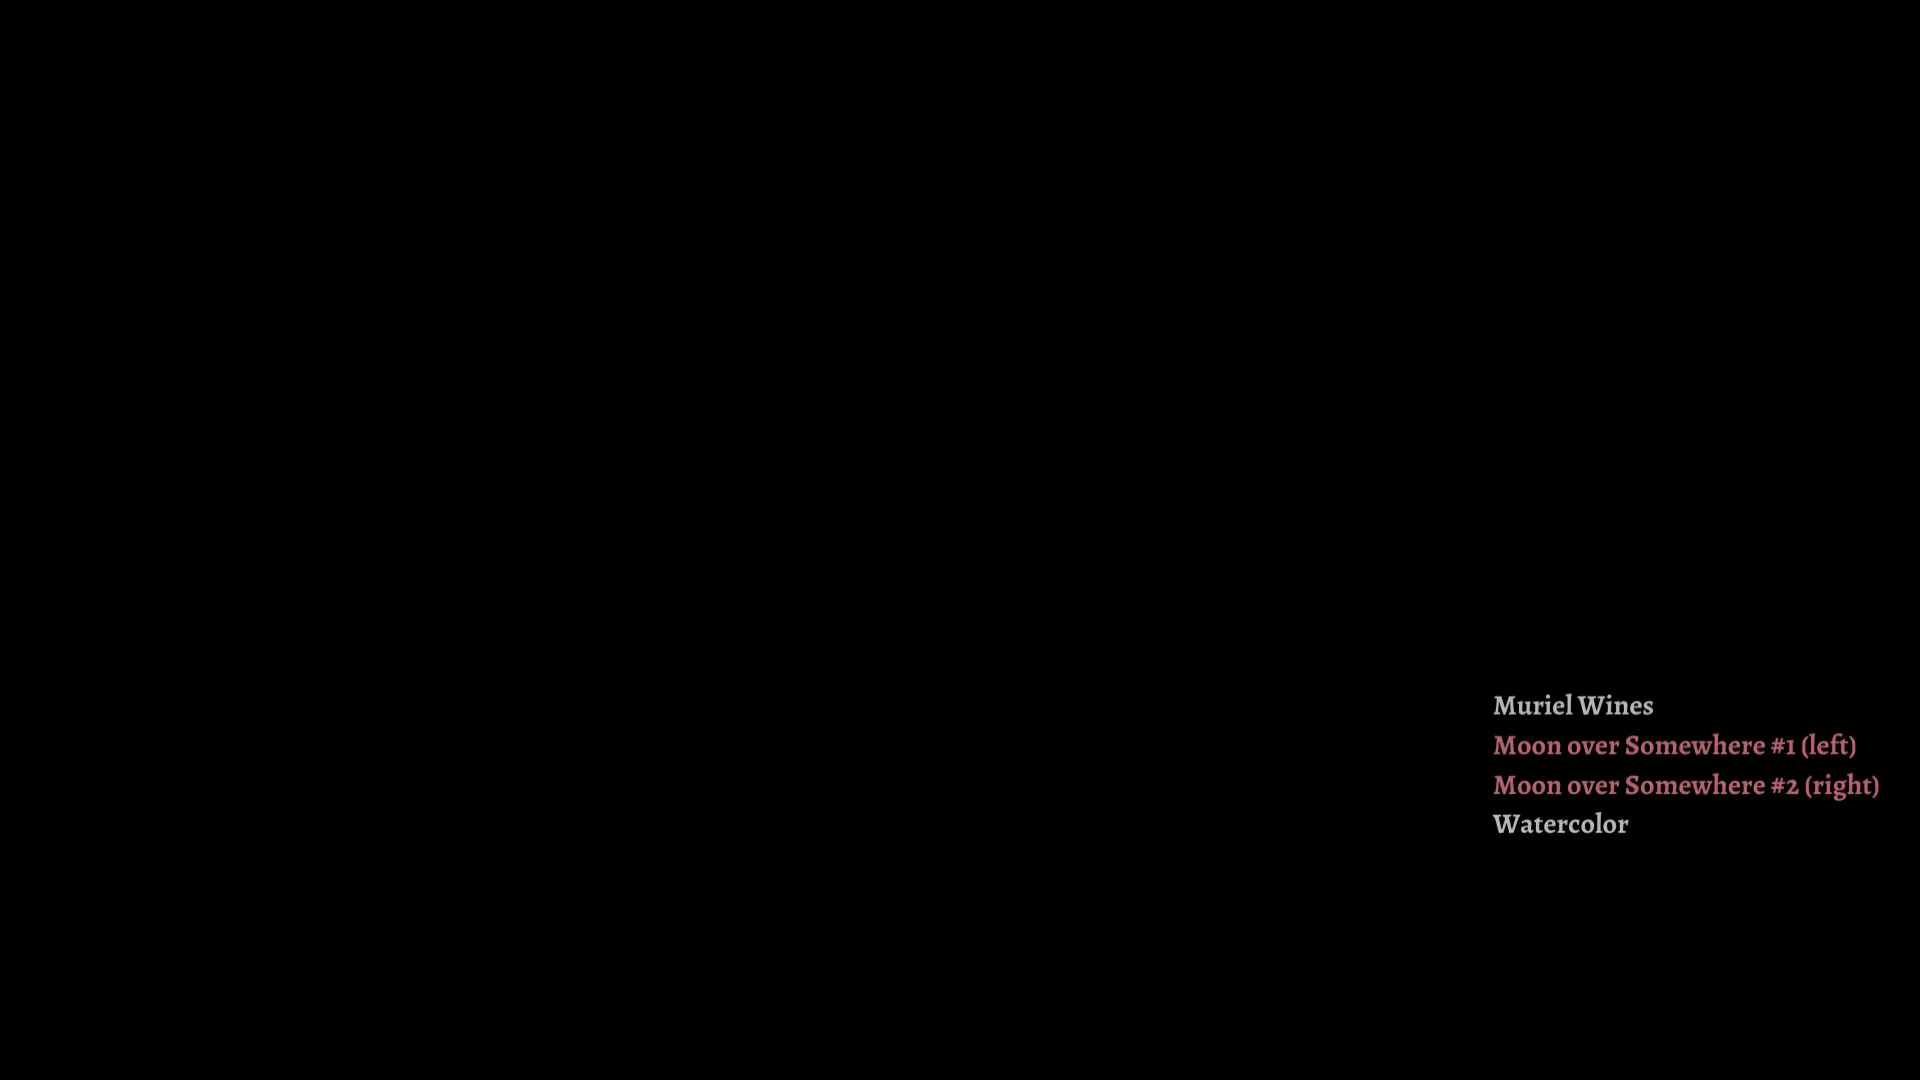 Muriel Wines
Moon over Somewhere #1 (left)
Moon over Somewhere #2 (right)
Watercolor